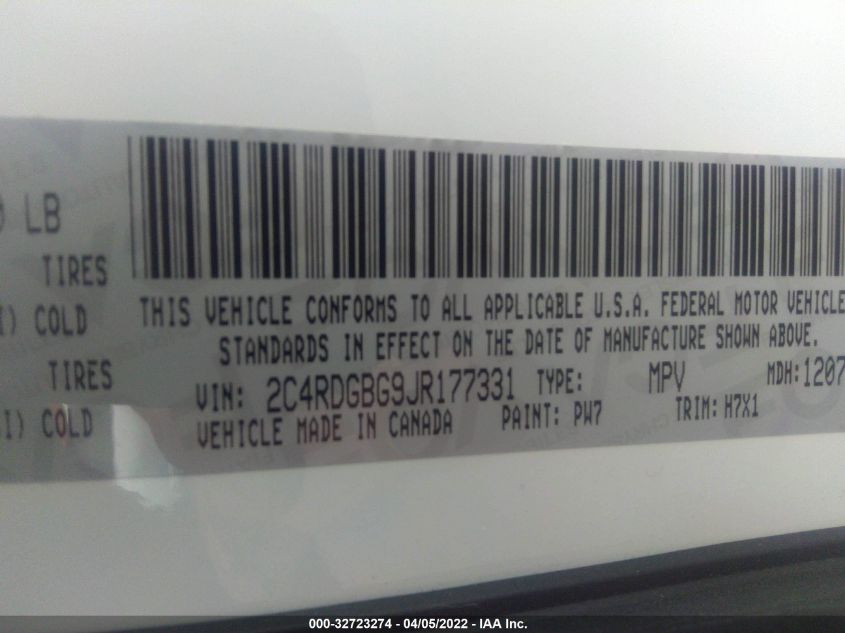 LB
TIRES
COLD
TIRES
COLD
THIS VEHICLE CONFORMS TO ALL APPLICABLE U.S.A. FEDERAL MOTOR VEHICLE
STANDARDS IN EFFECT ON THE DATE OF MANUFACTURE SHOWN ABOVE.
VIN: 2C4RDGBG9JR177331 TYPE: MPV MDH: 1207
VEHICLE MADE IN CANADA PAINT: PW7 TRIM: H7X1
000-32723274 - 04/05/2022 - IAA Inc.